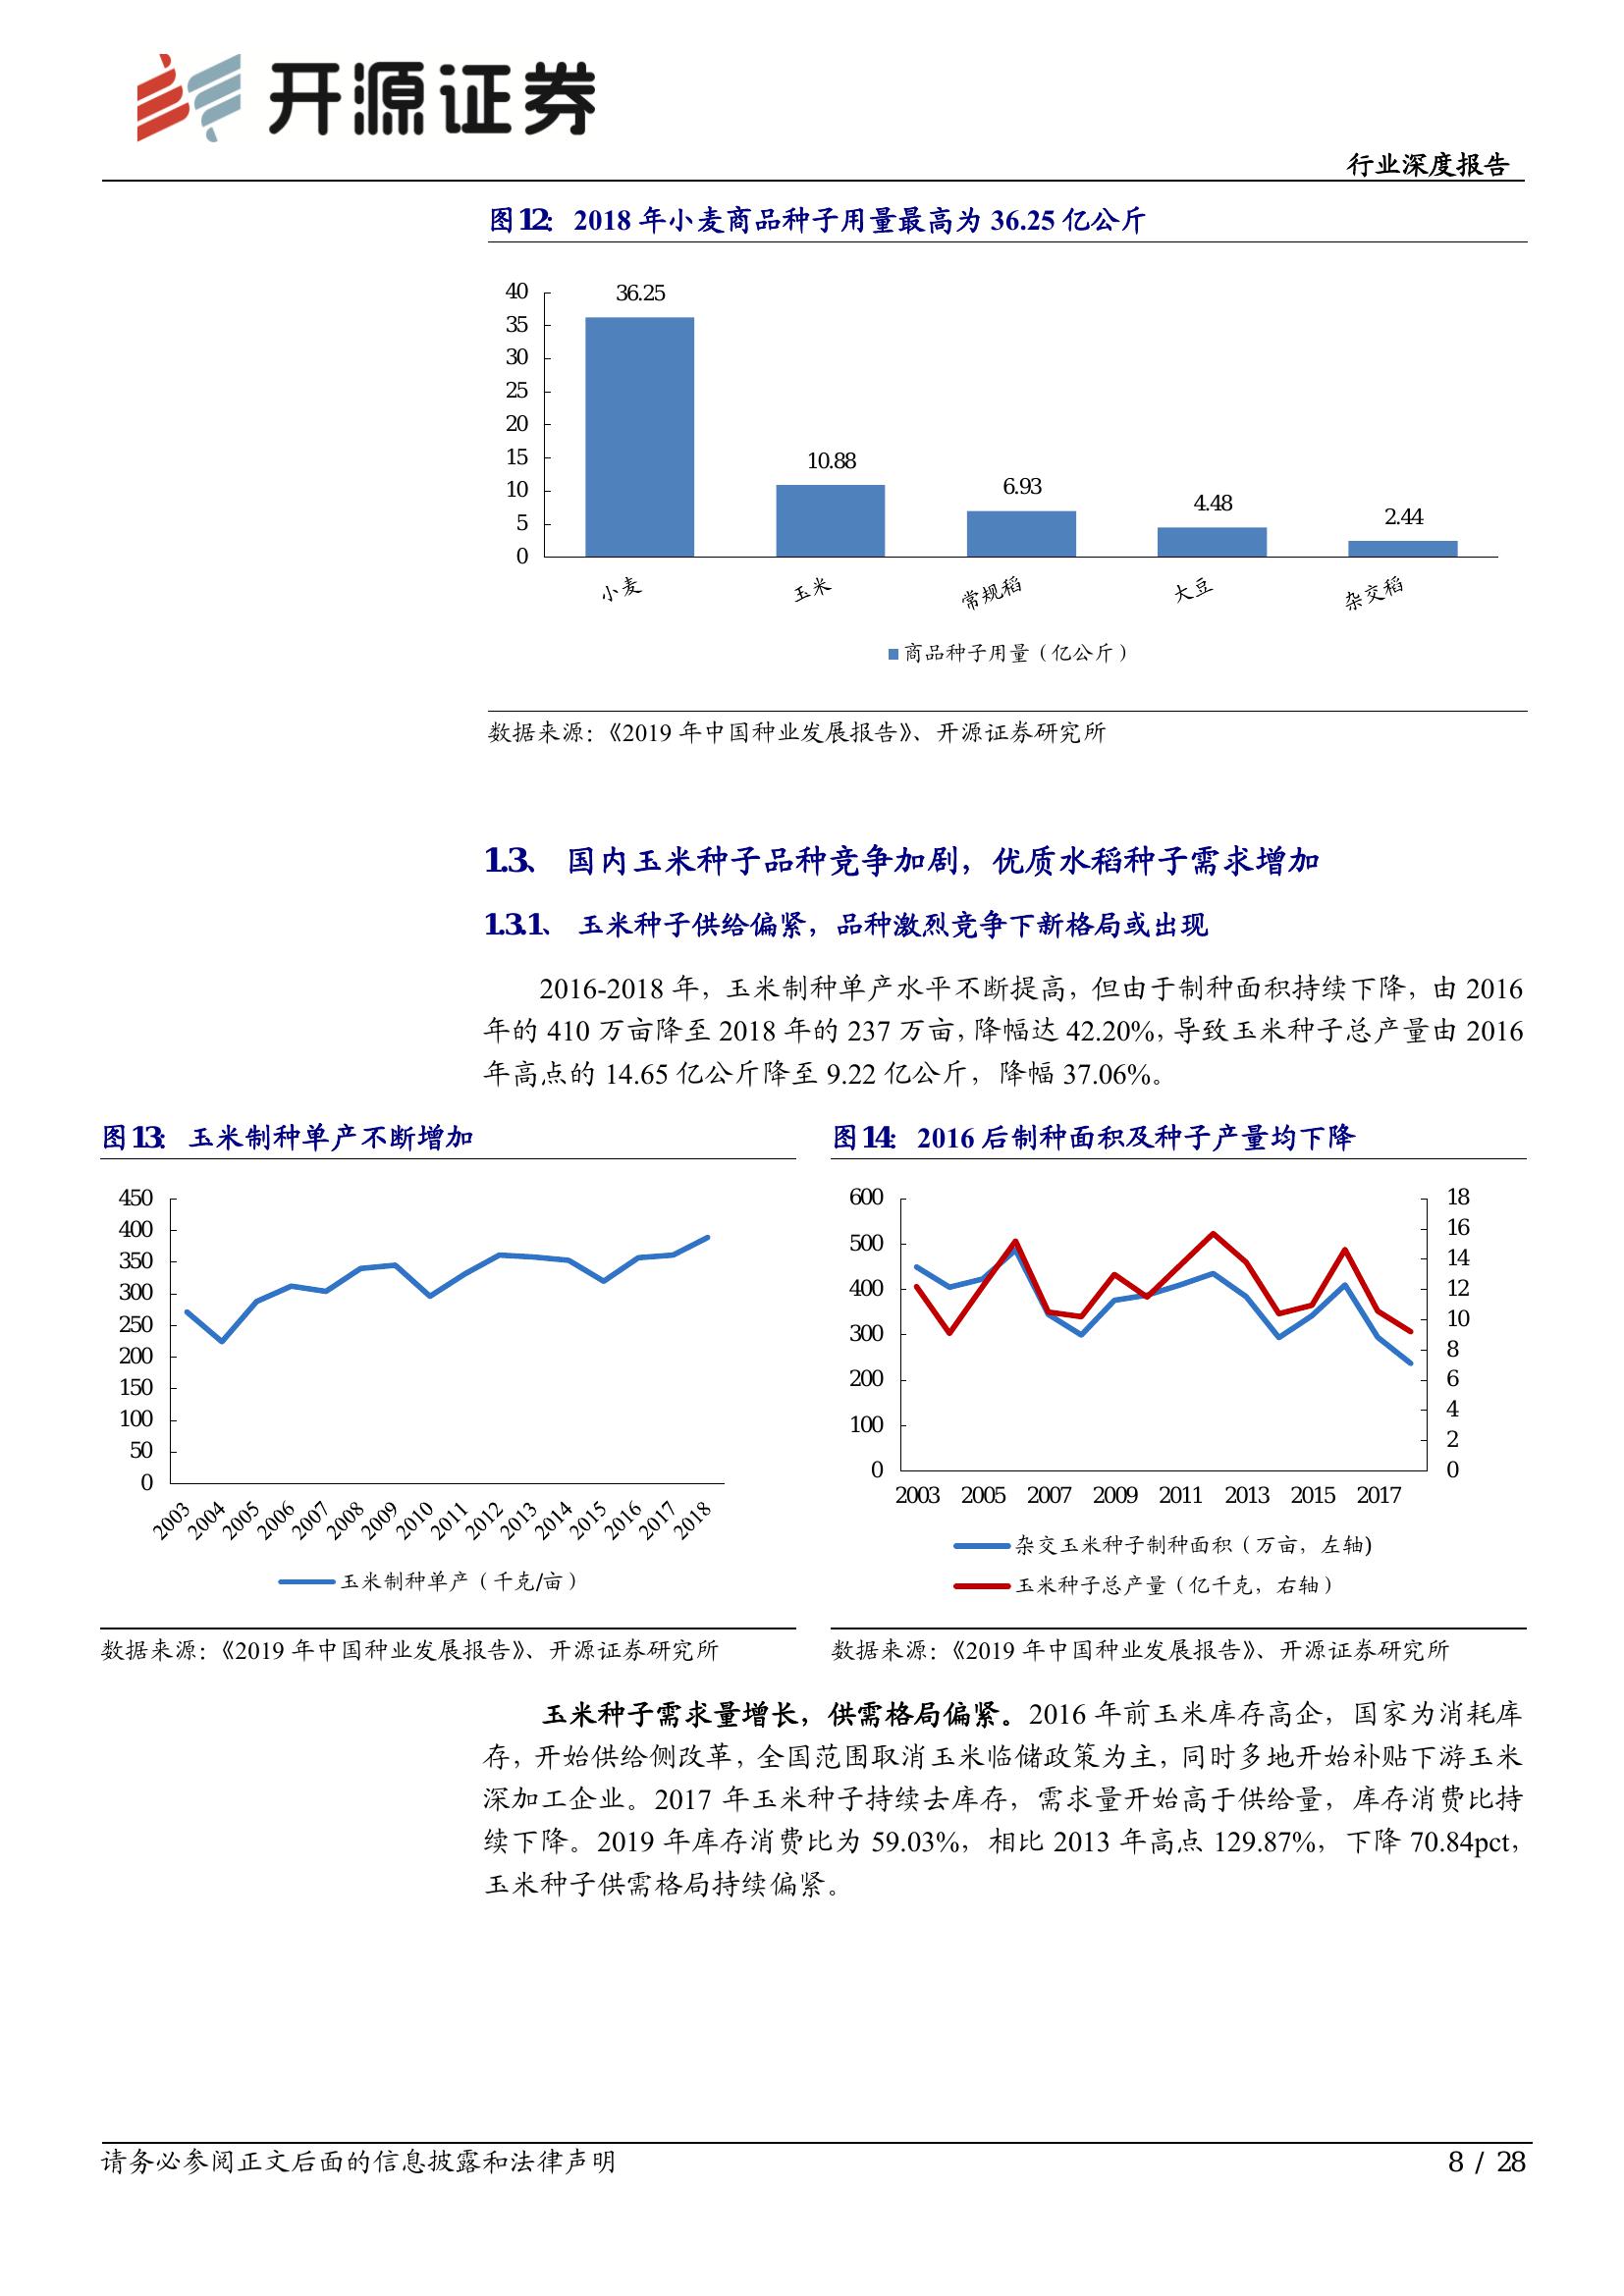 开源证券
行业深度报告
图12： 2018 年小麦商品种子用量最高为 36.25 亿公斤
40
35
30
25
20
15
10
5
0
36.25
10.88
6.93
4.48
2.44
小麦
玉米
常规稻
大豆
杂交稻
商品种子用量（亿公斤）
数据来源：《2019 年中国种业发展报告》、开源证券研究所
1.3、 国内玉米种子品种竞争加剧，优质水稻种子需求增加
1.3.1、 玉米种子供给偏紧，品种激烈竞争下新格局或出现
2016-2018 年，玉米制种单产水平不断提高，但由于制种面积持续下降，由 2016
年的 410 万亩降至 2018 年的 237 万亩，降幅达 42.20%，导致玉米种子总产量由 2016
年高点的 14.65 亿公斤降至 9.22 亿公斤，降幅 37.06%。
图13： 玉米制种单产不断增加
450
400
350
300
250
200
150
100
50
0
2003
2004
2005
2006
2007
2008
2009
2010
2011
2012
2013
2014
2015
2016
2017
2018
玉米制种单产（千克/亩）
数据来源：《2019 年中国种业发展报告》、开源证券研究所
图14： 2016 后制种面积及种子产量均下降
600
500
400
300
200
100
0
18
16
14
12
10
8
6
4
2
0
2003 2005 2007 2009 2011 2013 2015 2017
杂交玉米种子制种面积（万亩，左轴)
玉米种子总产量（亿千克，右轴）
数据来源：《2019 年中国种业发展报告》、开源证券研究所
玉米种子需求量增长，供需格局偏紧。2016 年前玉米库存高企，国家为消耗库
存，开始供给侧改革，全国范围取消玉米临储政策为主，同时多地开始补贴下游玉米
深加工企业。2017 年玉米种子持续去库存，需求量开始高于供给量，库存消费比持
续下降。2019 年库存消费比为 59.03%，相比 2013 年高点 129.87%，下降 70.84pct，
玉米种子供需格局持续偏紧。
请务必参阅正文后面的信息披露和法律声明
8 / 28